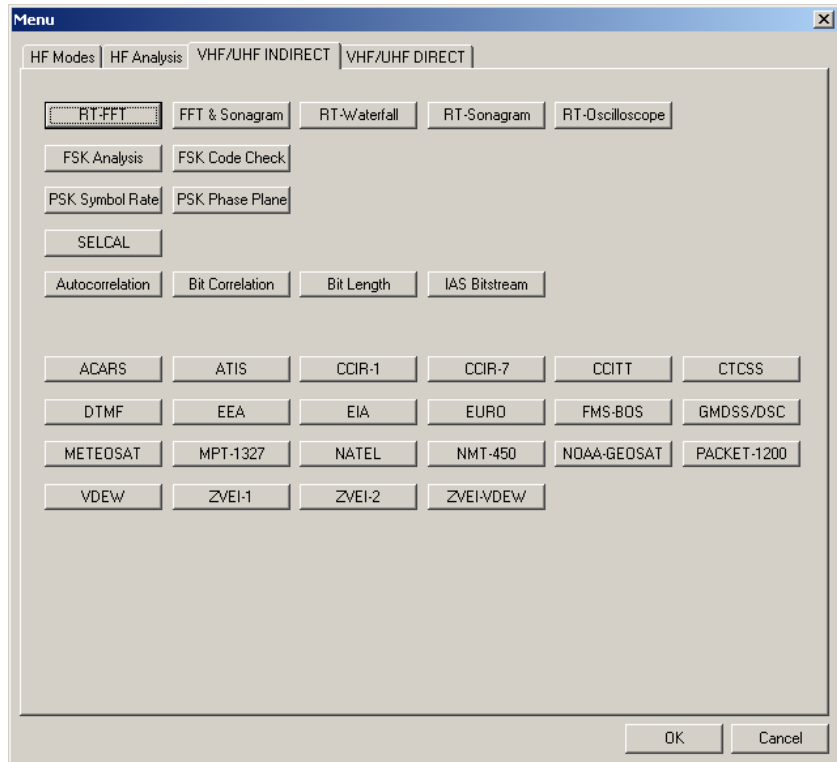 Menu
HF Modes HF Analysis VHF/UHF INDIRECT VHF/UHF DIRECT
RT-FFT FFT & Sonagram RT-Waterfall RT-Sonagram RT-Oscilloscope
FSK Analysis FSK Code Check
PSK Symbol Rate PSK Phase Plane
SELCAL
Autocorrelation Bit Correlation Bit Length IAS Bitstream
ACARS ATIS CCIR-1 CCIR-7 CCITT CTCSS
DTMF EEA EIA EURO FMS-BOS GMDSS/DSC
METEOSAT MPT-1327 NATEL NMT-450 NOAA-GEOSAT PACKET-1200
VDEW ZVEI-1 ZVEI-2 ZVEI-VDEW
OK Cancel